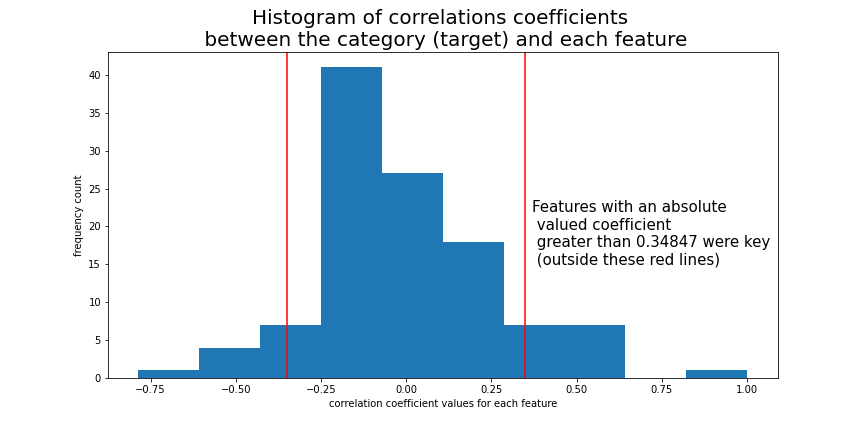 Histogram of correlations coefficients
between the category (target) and each feature
frequency count
40
35
30
25
20
15
10
5
0
Features with an absolute
valued coefficient
greater than 0.34847 were key
(outside these red lines)
−0.75
−0.50
−0.25
0.00
0.25
0.50
0.75
1.00
correlation coefficient values for each feature